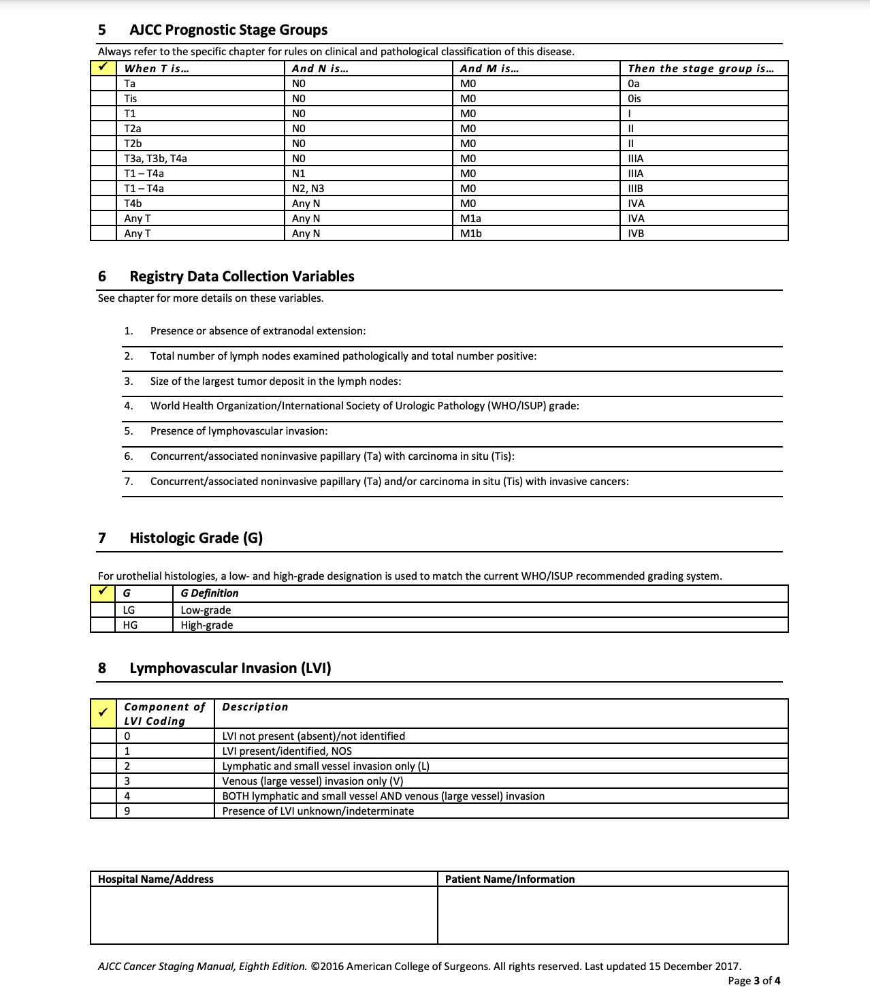 5 AJCC Prognostic Stage Groups
Always refer to the specific chapter for rules on clinical and pathological classification of this disease.
✓ When T is... And N is... And M is... Then the stage group is...
Ta N0 M0 0a
Tis N0 M0 0is
T1 N0 M0 I
T2a N0 M0 II
T2b N0 M0 II
T3a, T3b, T4a N0 M0 IIIA
T1 – T4a N1 M0 IIIA
T1 – T4a N2, N3 M0 IIIB
T4b Any N M0 IVA
Any T Any N M1a IVA
Any T Any N M1b IVB
6 Registry Data Collection Variables
See chapter for more details on these variables.
1. Presence or absence of extranodal extension:
2. Total number of lymph nodes examined pathologically and total number positive:
3. Size of the largest tumor deposit in the lymph nodes:
4. World Health Organization/International Society of Urologic Pathology (WHO/ISUP) grade:
5. Presence of lymphovascular invasion:
6. Concurrent/associated noninvasive papillary (Ta) with carcinoma in situ (Tis):
7. Concurrent/associated noninvasive papillary (Ta) and/or carcinoma in situ (Tis) with invasive cancers:
7 Histologic Grade (G)
For urothelial histologies, a low- and high-grade designation is used to match the current WHO/ISUP recommended grading system.
✓ G G Definition
LG Low-grade
HG High-grade
8 Lymphovascular Invasion (LVI)
✓ Component of Description
LVI Coding
0 LVI not present (absent)/not identified
1 LVI present/identified, NOS
2 Lymphatic and small vessel invasion only (L)
3 Venous (large vessel) invasion only (V)
4 BOTH lymphatic and small vessel AND venous (large vessel) invasion
9 Presence of LVI unknown/indeterminate
Hospital Name/Address Patient Name/Information
AJCC Cancer Staging Manual, Eighth Edition. ©2016 American College of Surgeons. All rights reserved. Last updated 15 December 2017.
Page 3 of 4